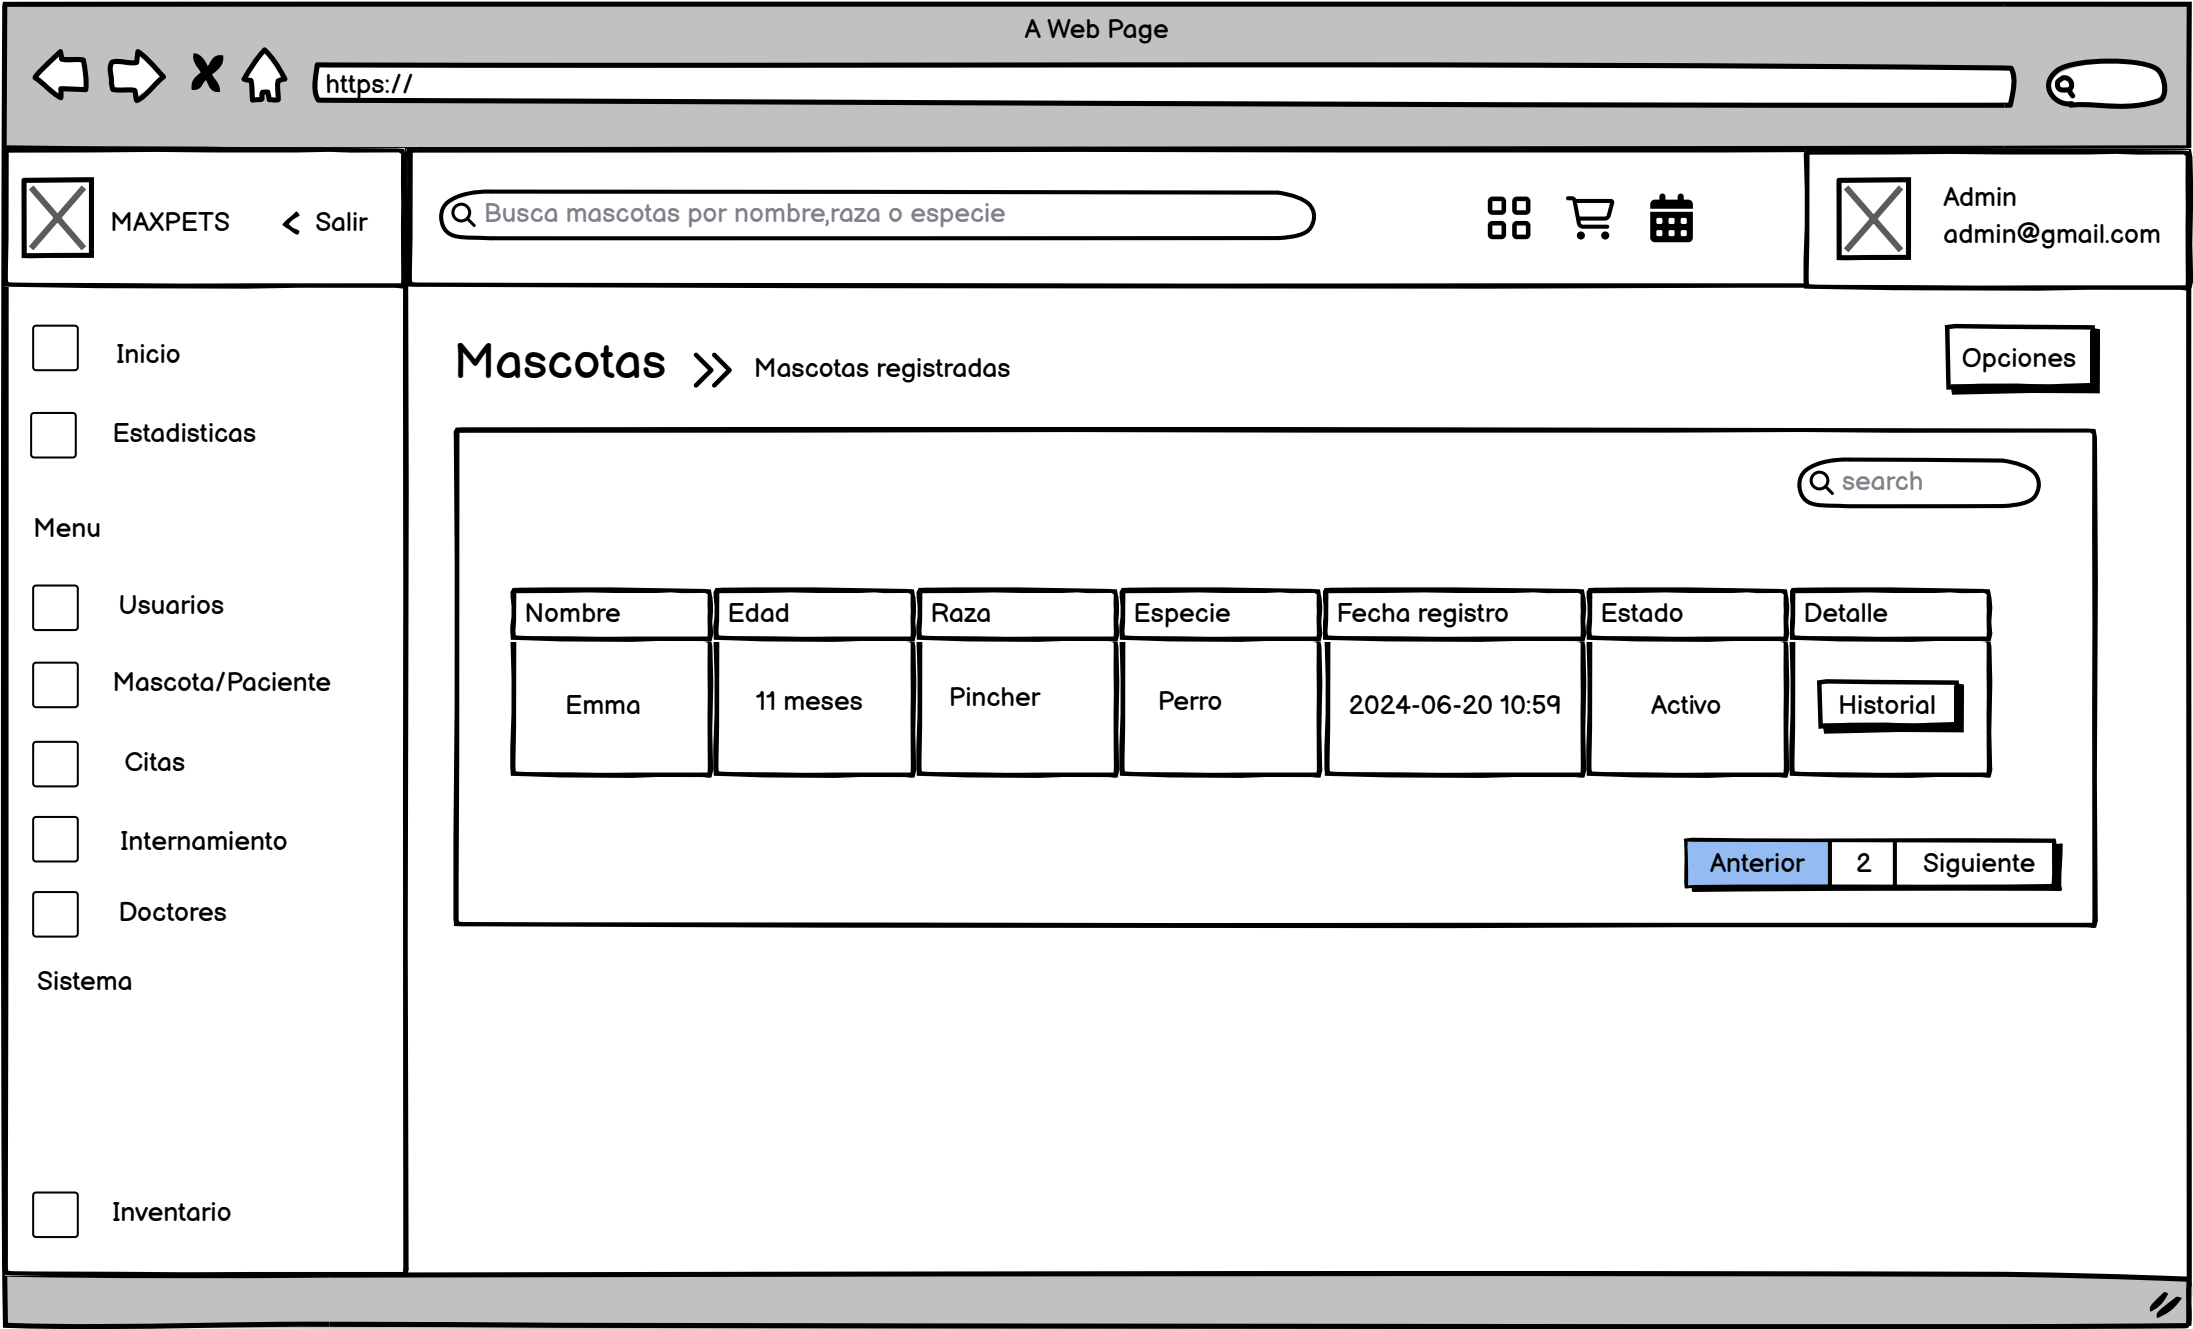 A Web Page
https://
MAXPETS
Salir
Busca mascotas por nombre,raza o especie
Admin
admin@gmail.com
Inicio
Estadisticas
Menu
Usuarios
Mascota/Paciente
Citas
Internamiento
Doctores
Sistema
Inventario
Mascotas
Mascotas registradas
Opciones
search
Nombre Edad Raza Especie Fecha registro Estado Detalle
Emma 11 meses Pincher Perro 2024-06-20 10:59 Activo Historial
Anterior 2 Siguiente